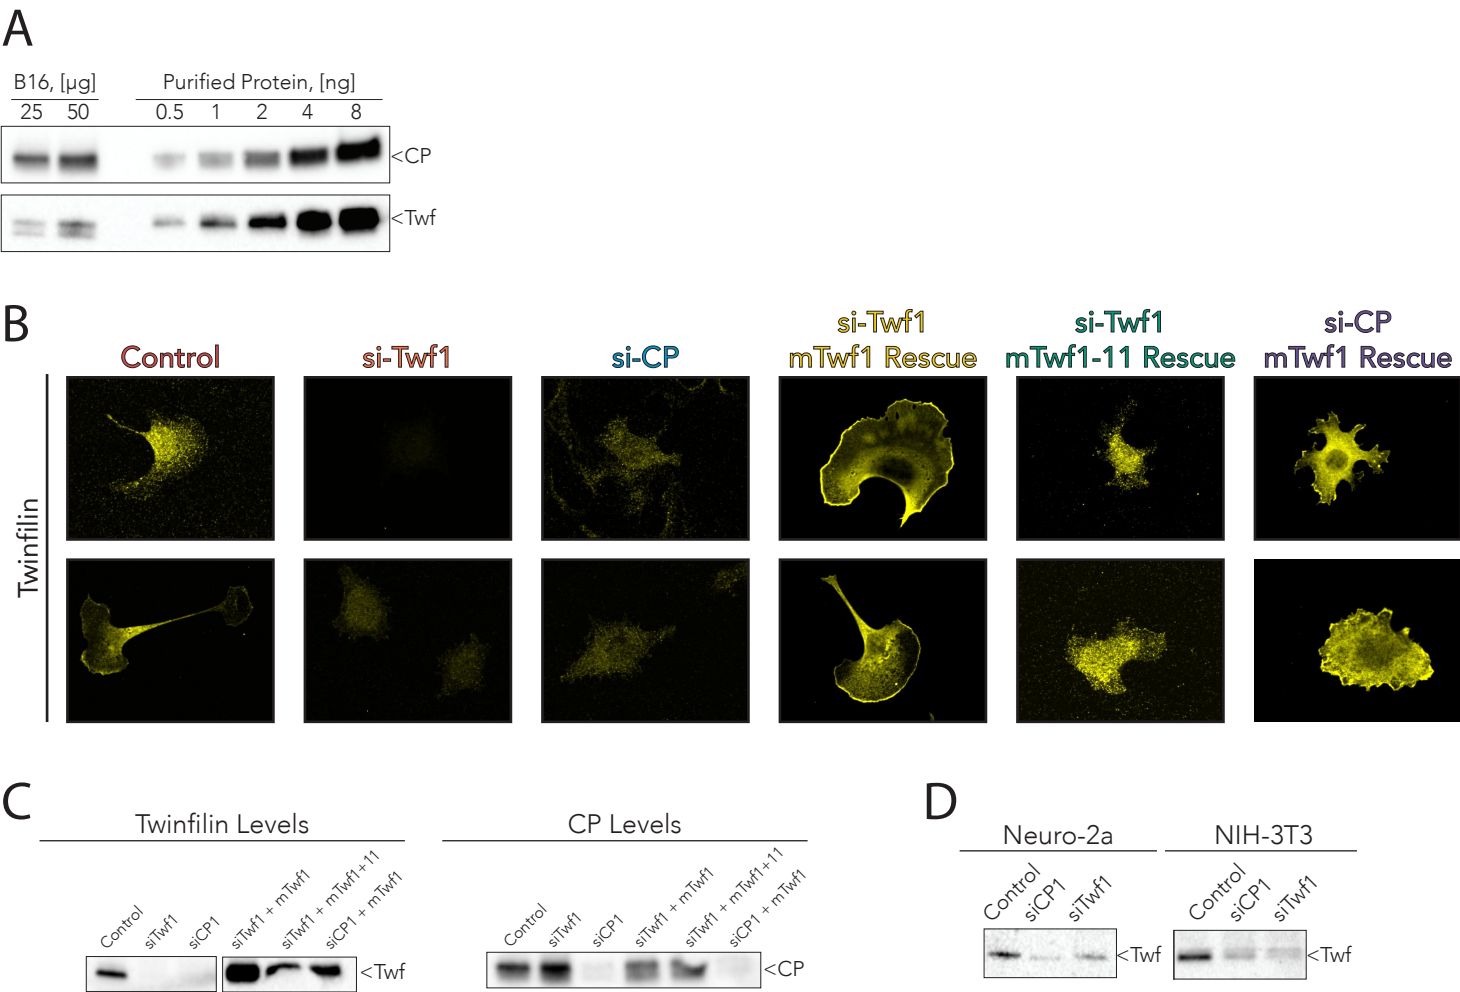 A
B16, [µg]
Purified Protein, [ng]
25 50 0.5 1 2 4 8
<CP
<Twf
B
Control
si-Twf1
si-CP
si-Twf1
mTwf1 Rescue
si-Twf1
mTwf1-11 Rescue
si-CP
mTwf1 Rescue
Twinfilin
C
Twinfilin Levels
Control
siTwf1
siCP1
siTwf1 + mTwf1
siTwf1 + mTwf1+11
siCP1 + mTwf1
<Twf
CP Levels
Control
siTwf1
siCP1
siTwf1 + mTwf1
siTwf1 + mTwf1+11
siCP1 + mTwf1
<CP
D
Neuro-2a
Control
siCP1
siTwf1
<Twf
NIH-3T3
Control
siCP1
siTwf1
<Twf